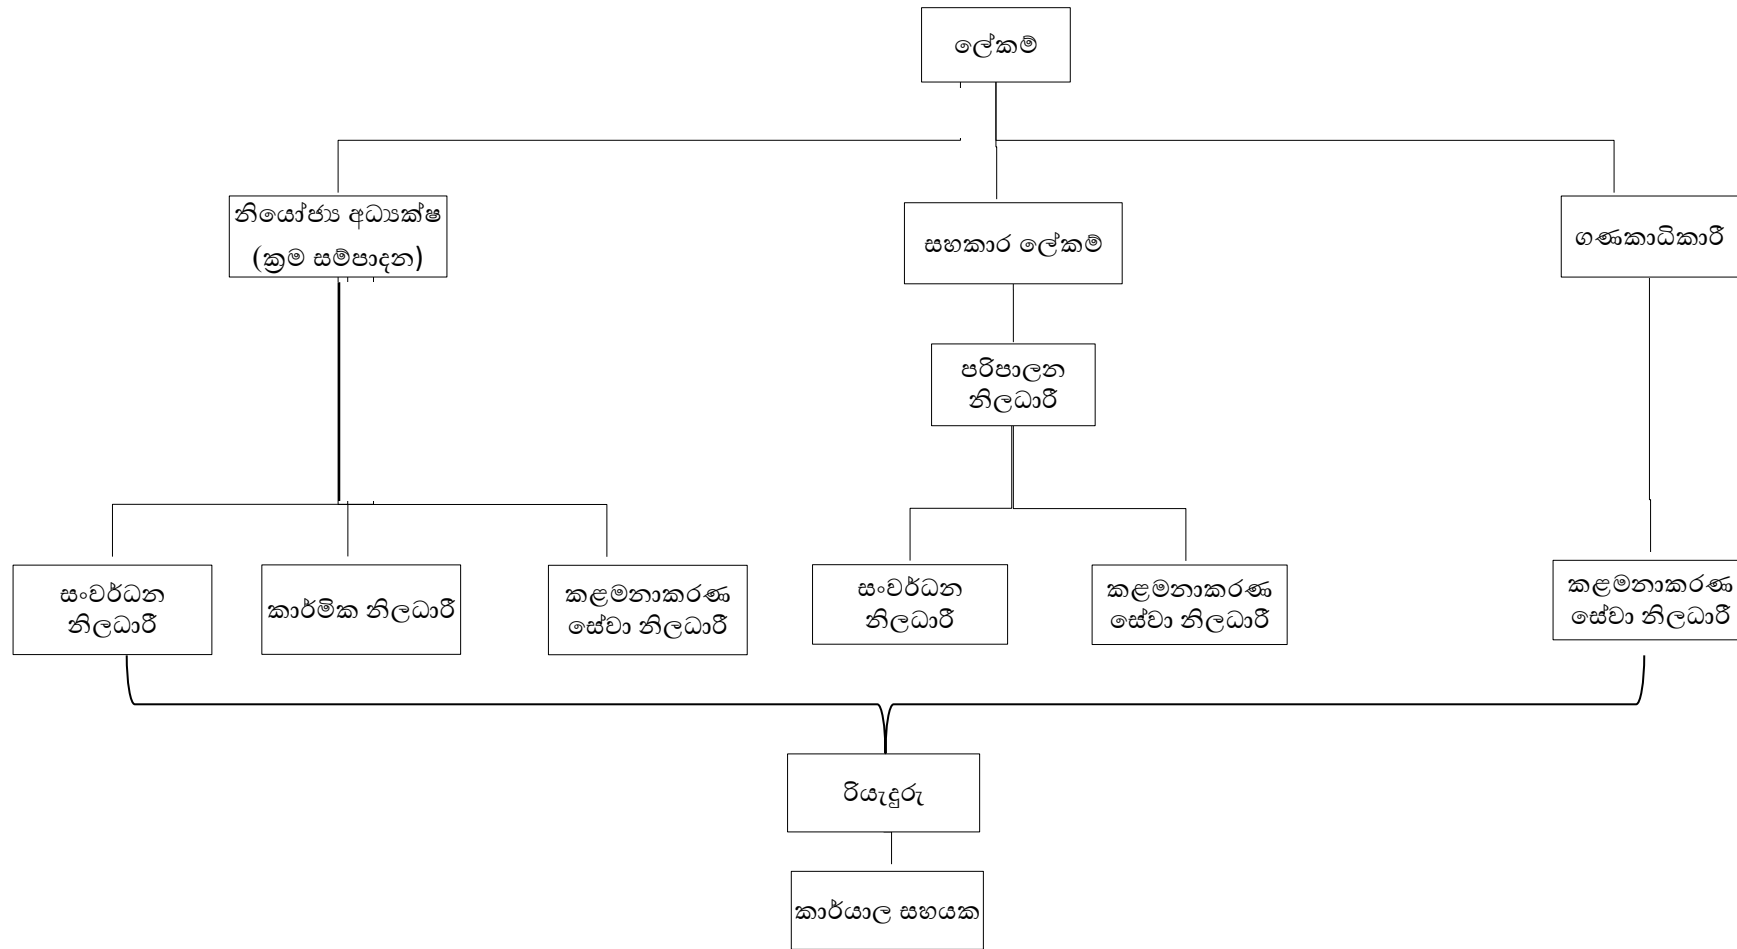 ලේකම්
නියෝජ්‍ය අධ්‍යක්ෂ
(ක්‍රම සම්පාදන)
සහකාර ලේකම්
ගණකාධිකාරී
පරිපාලන
නිලධාරී
සංවර්ධන
නිලධාරී
කාර්මික නිලධාරී
කළමනාකරණ
සේවා නිලධාරී
සංවර්ධන
නිලධාරී
කළමනාකරණ
සේවා නිලධාරී
කළමනාකරණ
සේවා නිලධාරී
රියැදුරු
කාර්යාල සහයක